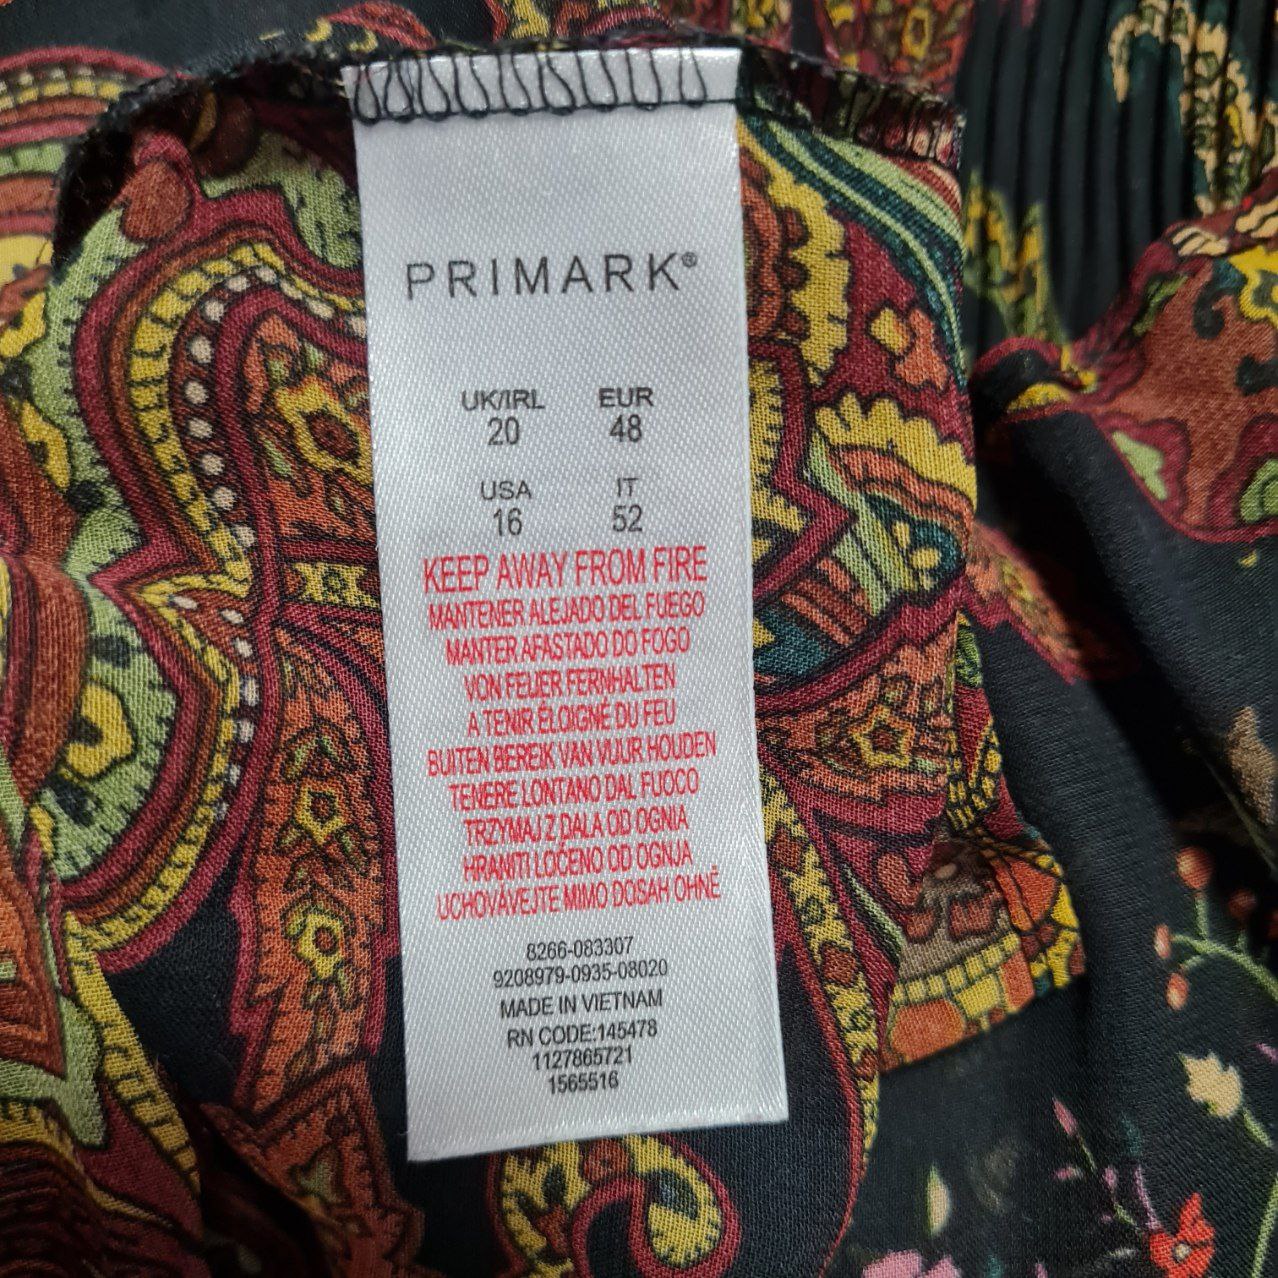 PRIMARK®
UK/IRL EUR
20 48
USA IT
16 52
KEEP AWAY FROM FIRE
MANTENER ALEJADO DEL FUEGO
MANTER AFASTADO DO FOGO
VON FEUER FERNHALTEN
A TENIR ÉLOIGNÉ DU FEU
BUITEN BEREIK VAN VUUR HOUDEN
TENERE LONTANO DAL FUOCO
TRZYMAJ Z DALA OD OGNIA
HRANITI LOČENO OD OGNJA
UCHOVÁVEJTE MIMO DOSAH OHNĚ
8266-083307
9208979-0935-08020
MADE IN VIETNAM
RN CODE:145478
1127865721
1565516